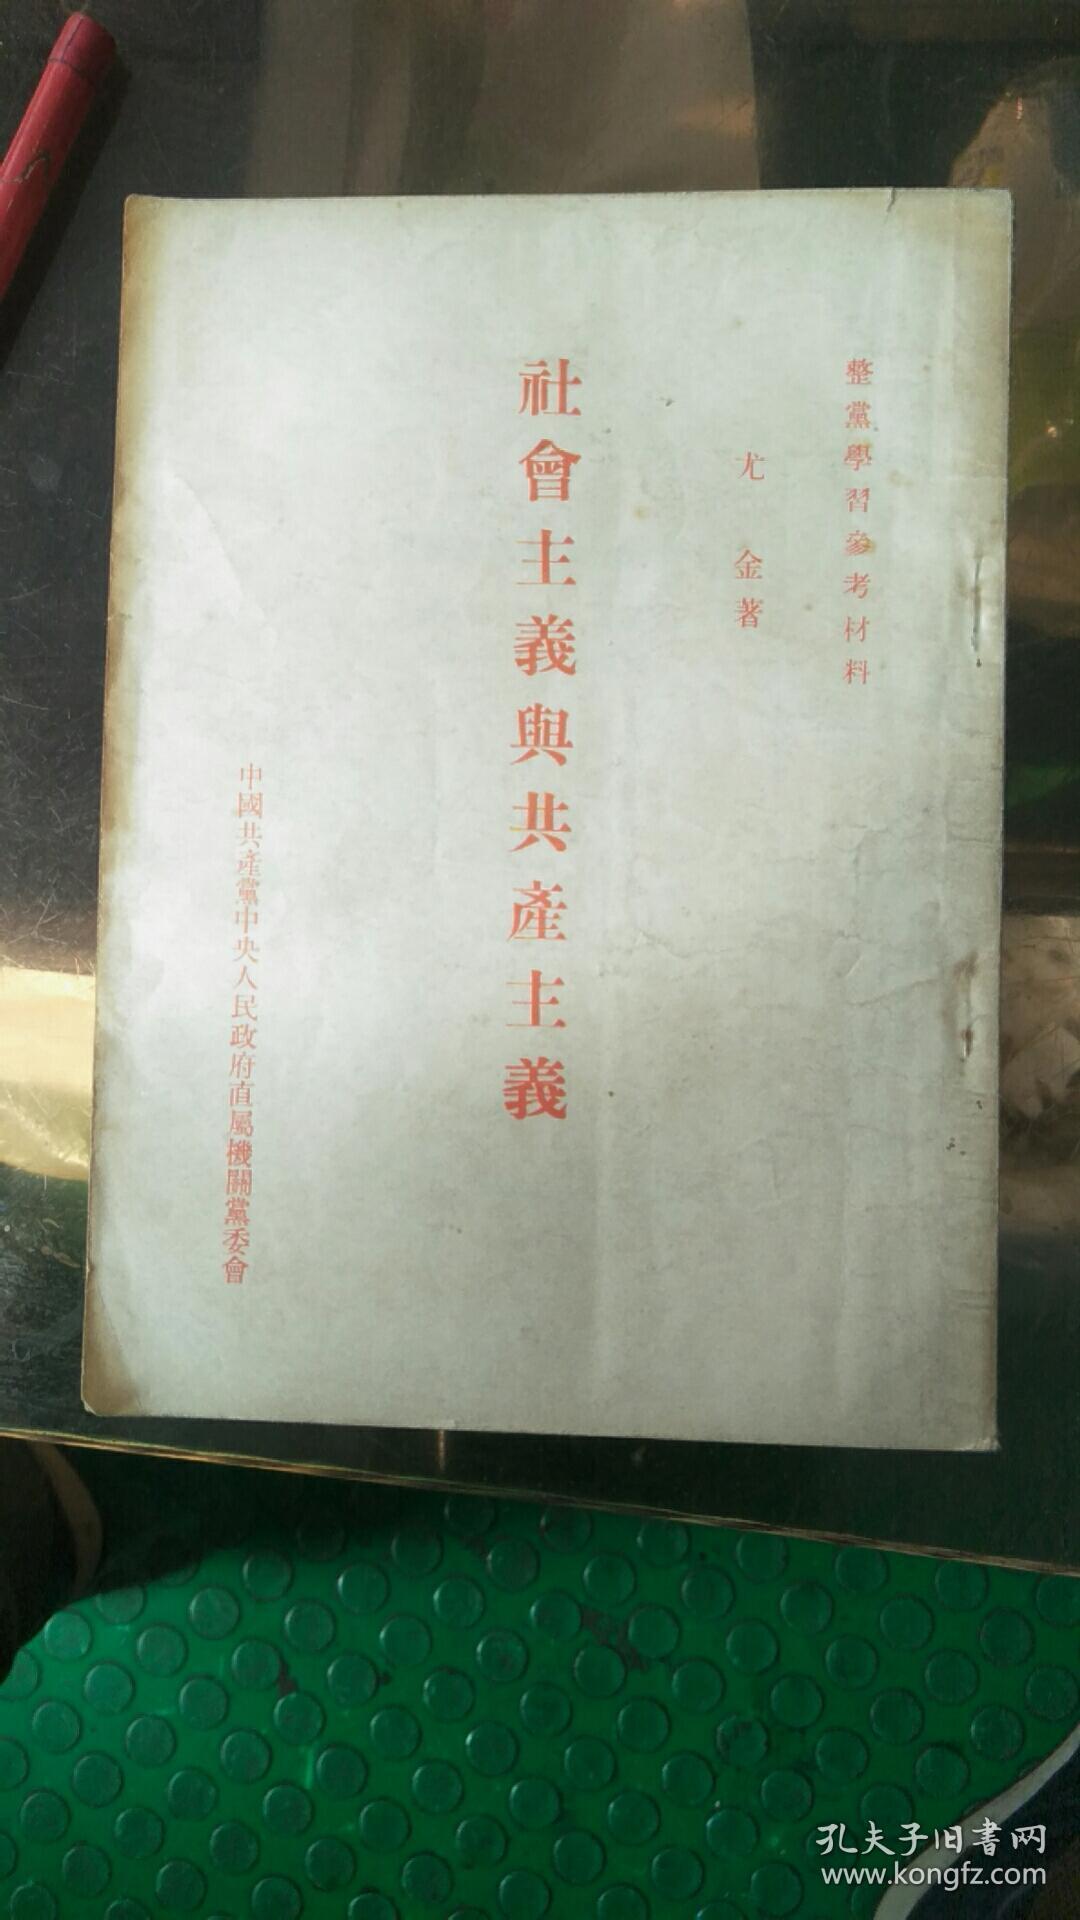 整黨學習參考材料
尤金著
社會主義與共產主義
中國共產黨中央人民政府直屬機關黨委會
孔夫子旧書网
www.kongfz.com